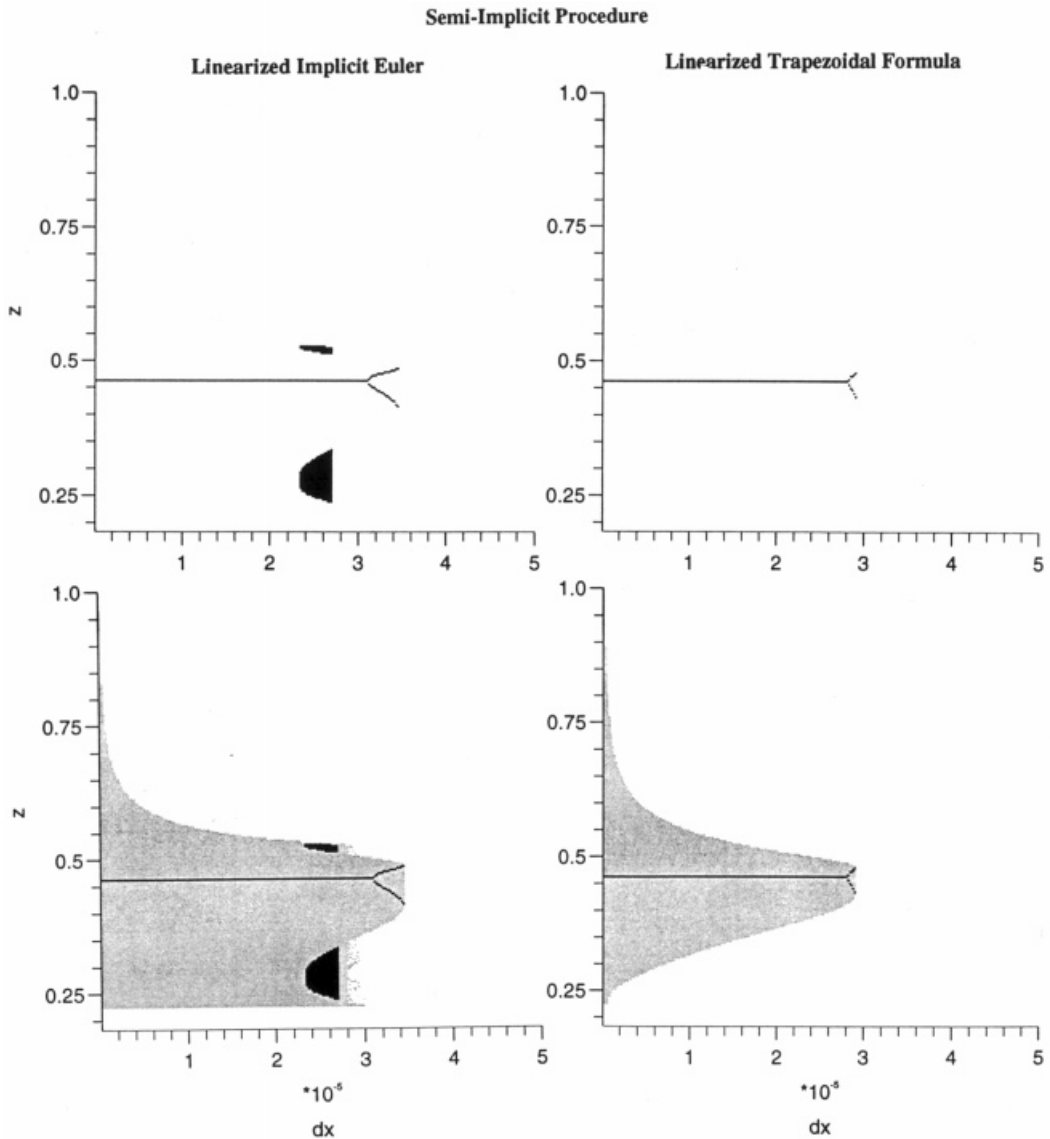 Semi-Implicit Procedure
Linearized Implicit Euler
Linearized Trapezoidal Formula
1.0
0.75
z
0.5
0.25
1 2 3 4 5
1.0
0.75
0.5
0.25
1 2 3 4 5
1.0
0.75
z
0.5
0.25
1 2 3 4 5
*10⁻⁵
dx
1.0
0.75
0.5
0.25
1 2 3 4 5
*10⁻⁵
dx